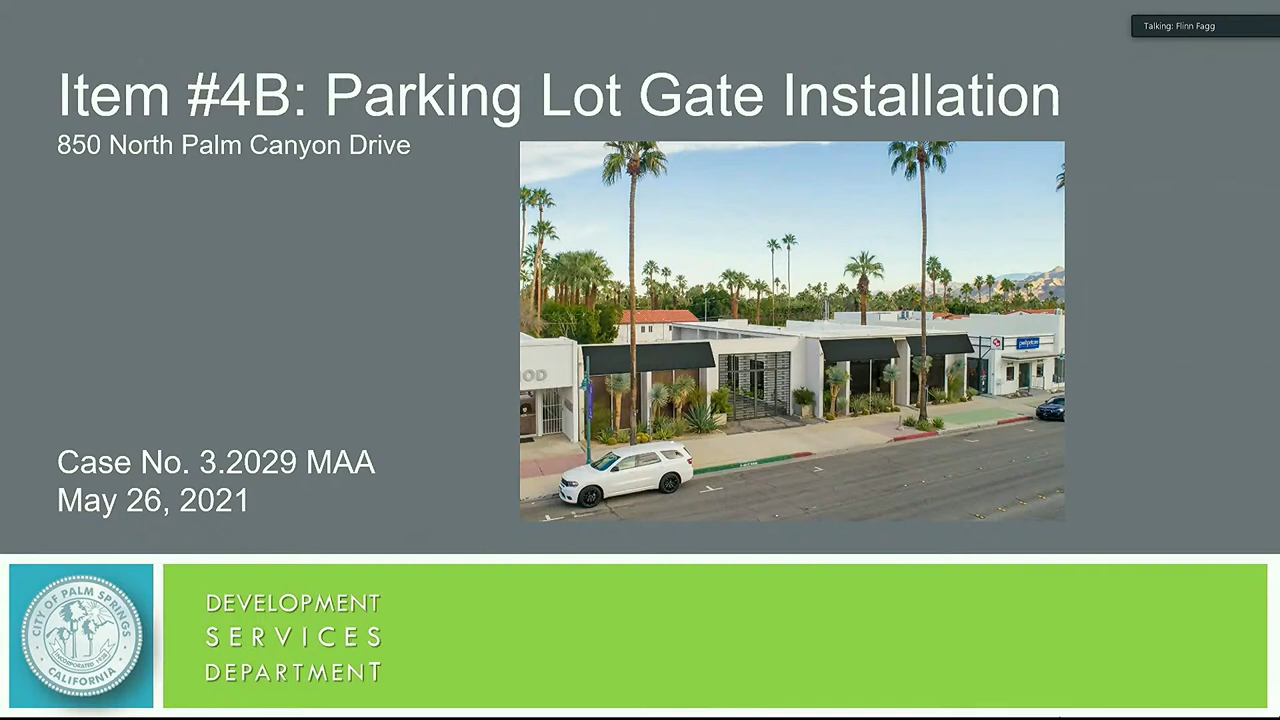 Talking: Flinn Fagg
Item #4B: Parking Lot Gate Installation
850 North Palm Canyon Drive
Case No. 3.2029 MAA
May 26, 2021
CITY OF PALM SPRINGS
CALIFORNIA
DEVELOPMENT
SERVICES
DEPARTMENT